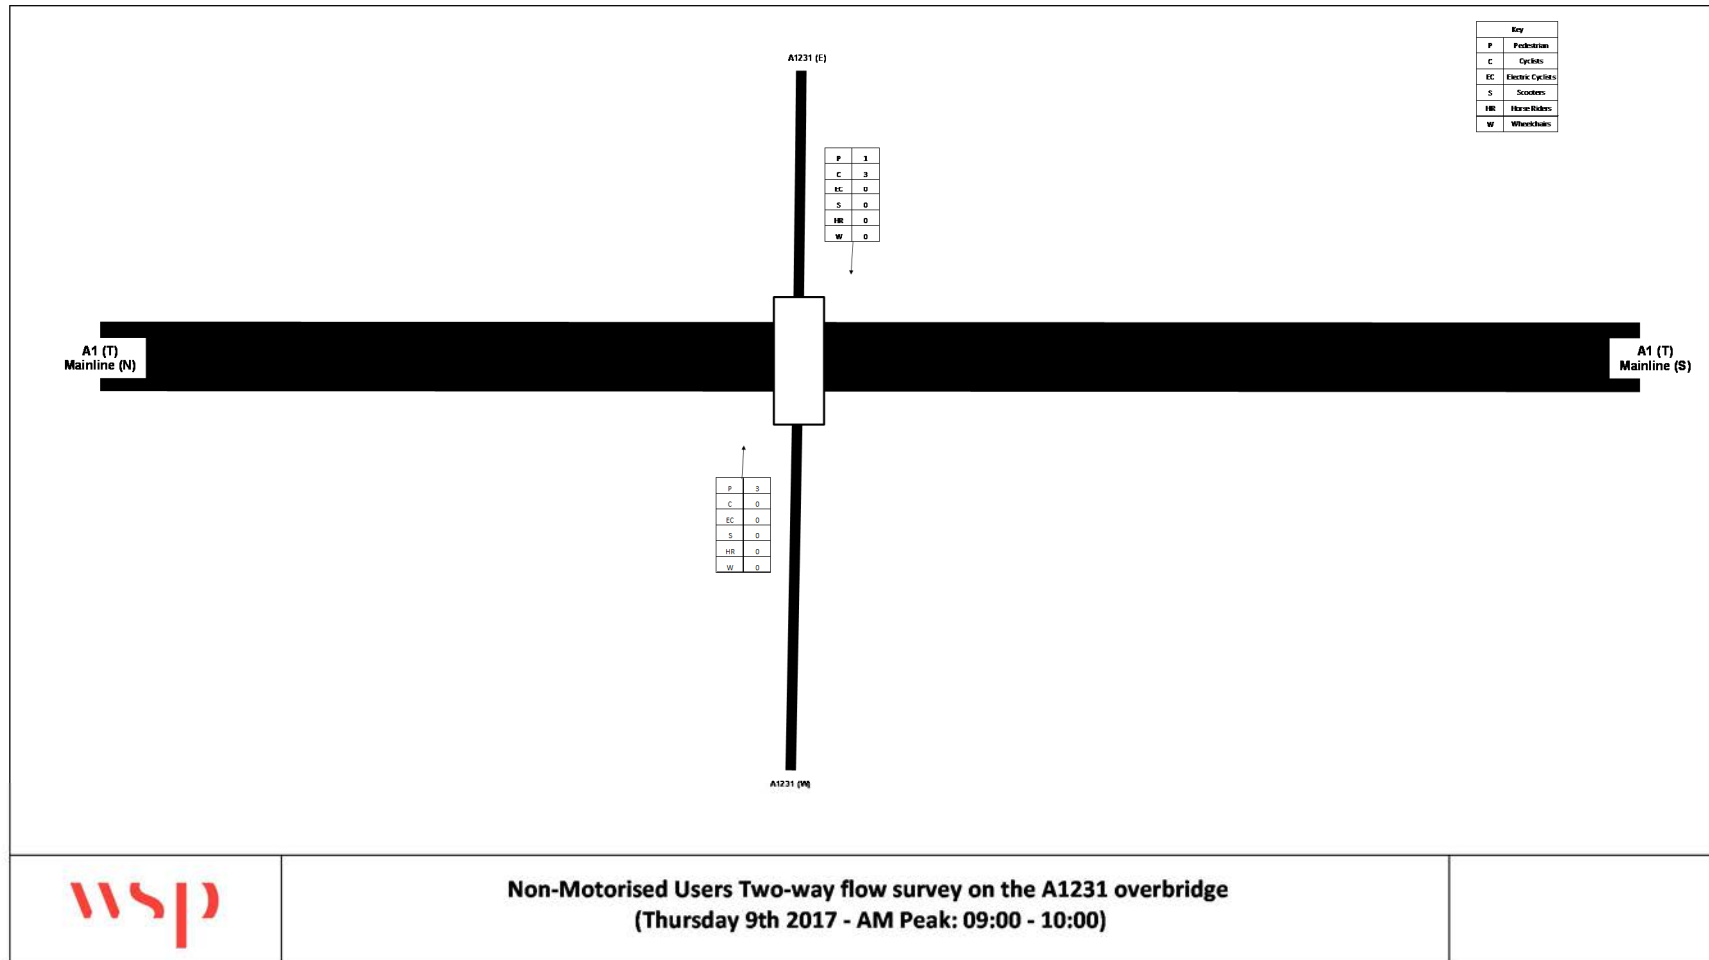 Key
P Pedestrian
C Cyclists
EC Electric Cyclists
S Scooters
HR Horse Riders
W Wheelchairs
A1231 (E)
P 1
C 3
EC 0
S 0
HR 0
W 0
A1 (T)
Mainline (N)
A1 (T)
Mainline (S)
P 3
C 0
EC 0
S 0
HR 0
W 0
A1231 (W)
wsp
Non-Motorised Users Two-way flow survey on the A1231 overbridge
(Thursday 9th 2017 - AM Peak: 09:00 - 10:00)